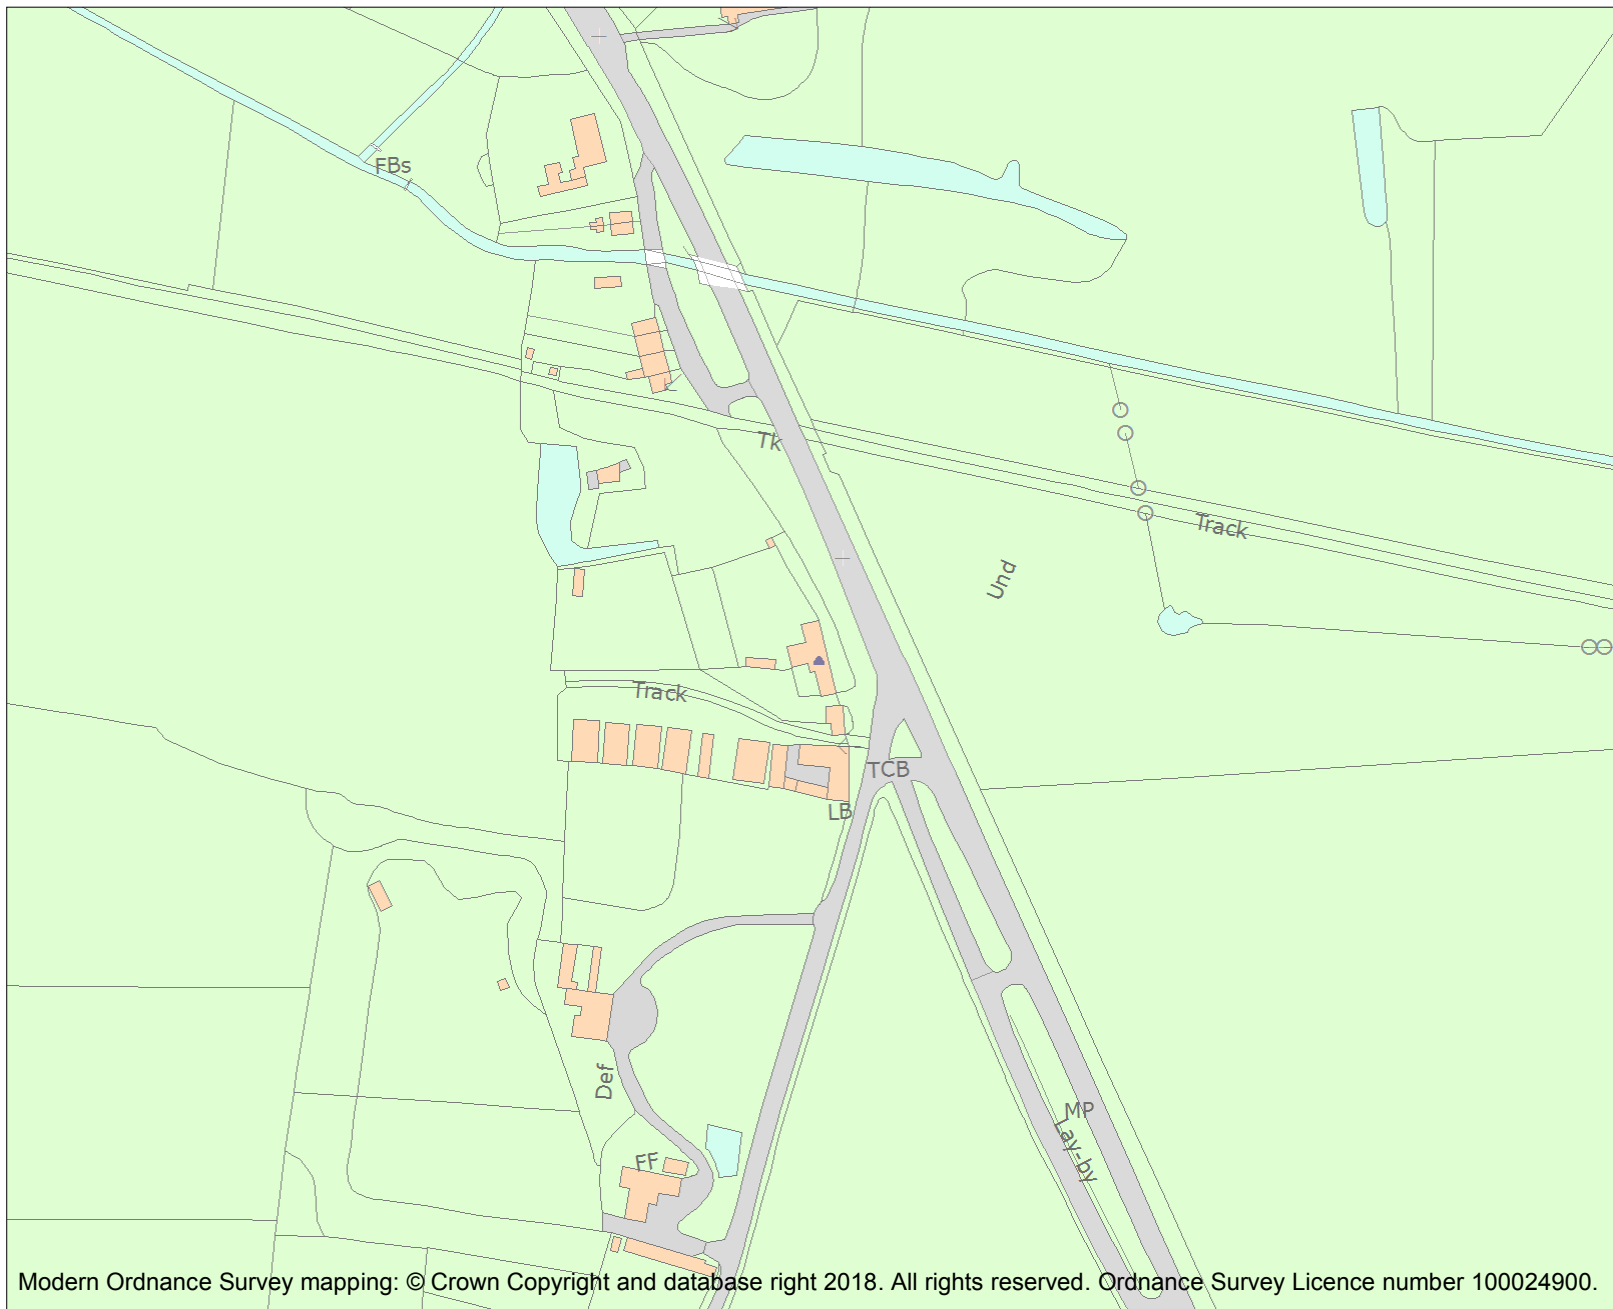 FBs
Tk
Track
Und
Track
TCB
LB
Def
MP
Lay-by
FF
Modern Ordnance Survey mapping: © Crown Copyright and database right 2018. All rights reserved. Ordnance Survey Licence number 100024900.